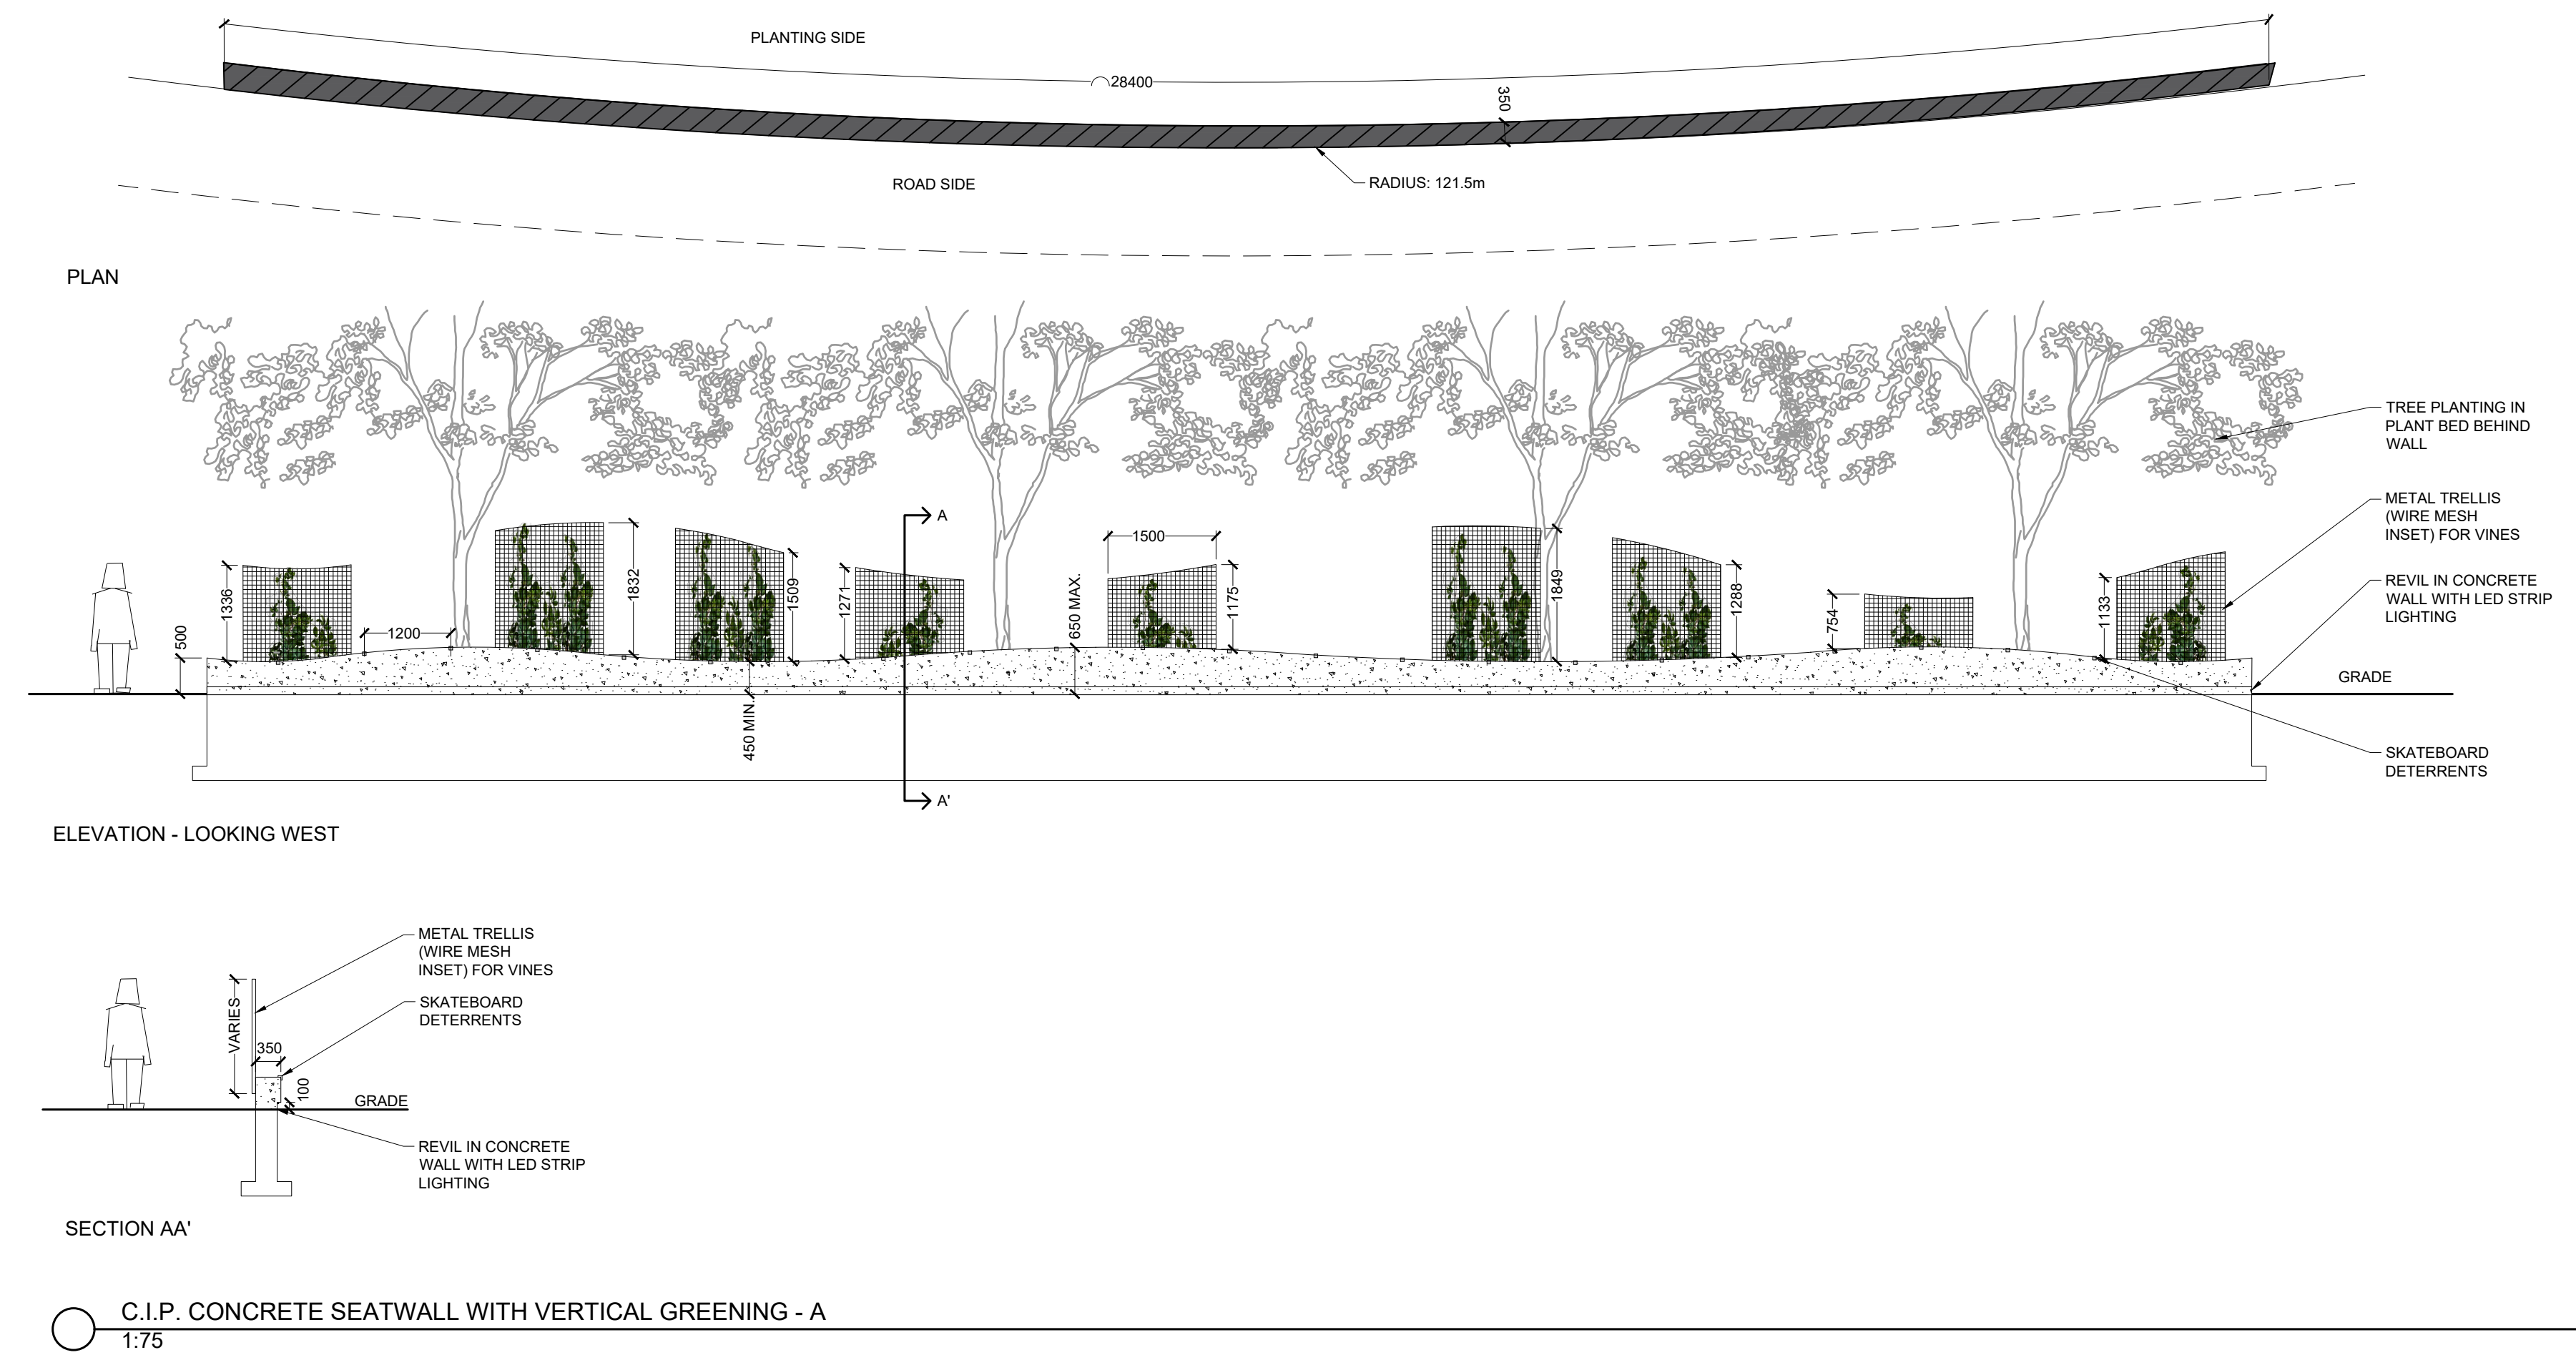 PLANTING SIDE
28400
350
ROAD SIDE
RADIUS: 121.5m
PLAN
TREE PLANTING IN
PLANT BED BEHIND
WALL
METAL TRELLIS
(WIRE MESH
INSET) FOR VINES
REVIL IN CONCRETE
WALL WITH LED STRIP
LIGHTING
A
500
1336
1200
1832
1509
1271
650 MAX.
1500
1175
1849
1288
754
1133
GRADE
450 MIN.
A'
SKATEBOARD
DETERRENTS
ELEVATION - LOOKING WEST
METAL TRELLIS
(WIRE MESH
INSET) FOR VINES
SKATEBOARD
DETERRENTS
VARIES
350
100
GRADE
REVIL IN CONCRETE
WALL WITH LED STRIP
LIGHTING
SECTION AA'
C.I.P. CONCRETE SEATWALL WITH VERTICAL GREENING - A
1:75